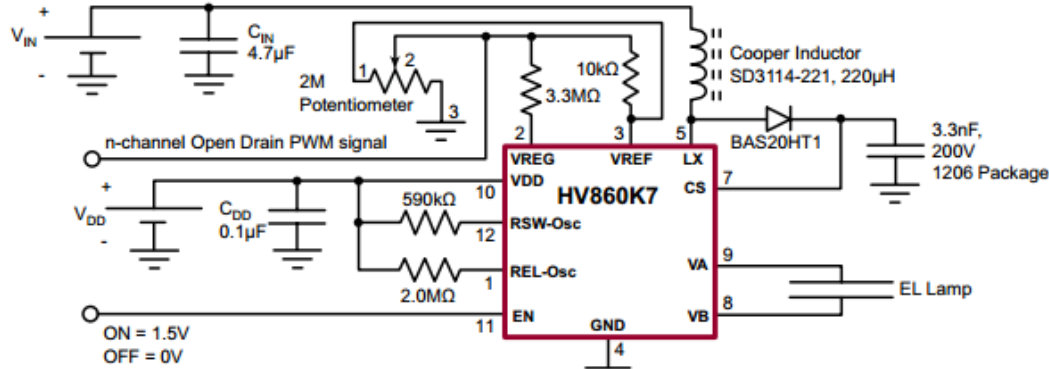 +
V_IN
-
C_IN
4.7µF
2M
Potentiometer
1
2
3
10kΩ
3.3MΩ
Cooper Inductor
SD3114-221, 220µH
BAS20HT1
3.3nF,
200V
1206 Package
n-channel Open Drain PWM signal
+
V_DD
-
C_DD
0.1µF
590kΩ
2.0MΩ
ON = 1.5V
OFF = 0V
2
3
5
VREG
VREF
LX
10
VDD
HV860K7
CS
7
12
RSW-Osc
1
REL-Osc
VA
9
VB
8
11
EN
GND
4
EL Lamp